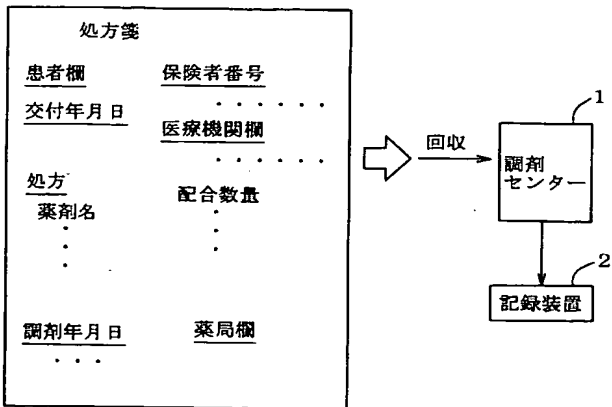 処方箋
患者欄 保険者番号
・・・・・・
交付年月日
医療機関欄
・・・・・・
処方 配合数量
薬剤名
・ ・
・ ・
・ ・
調剤年月日 薬局欄
・・・
回収
1
調剤
センター
2
記録装置